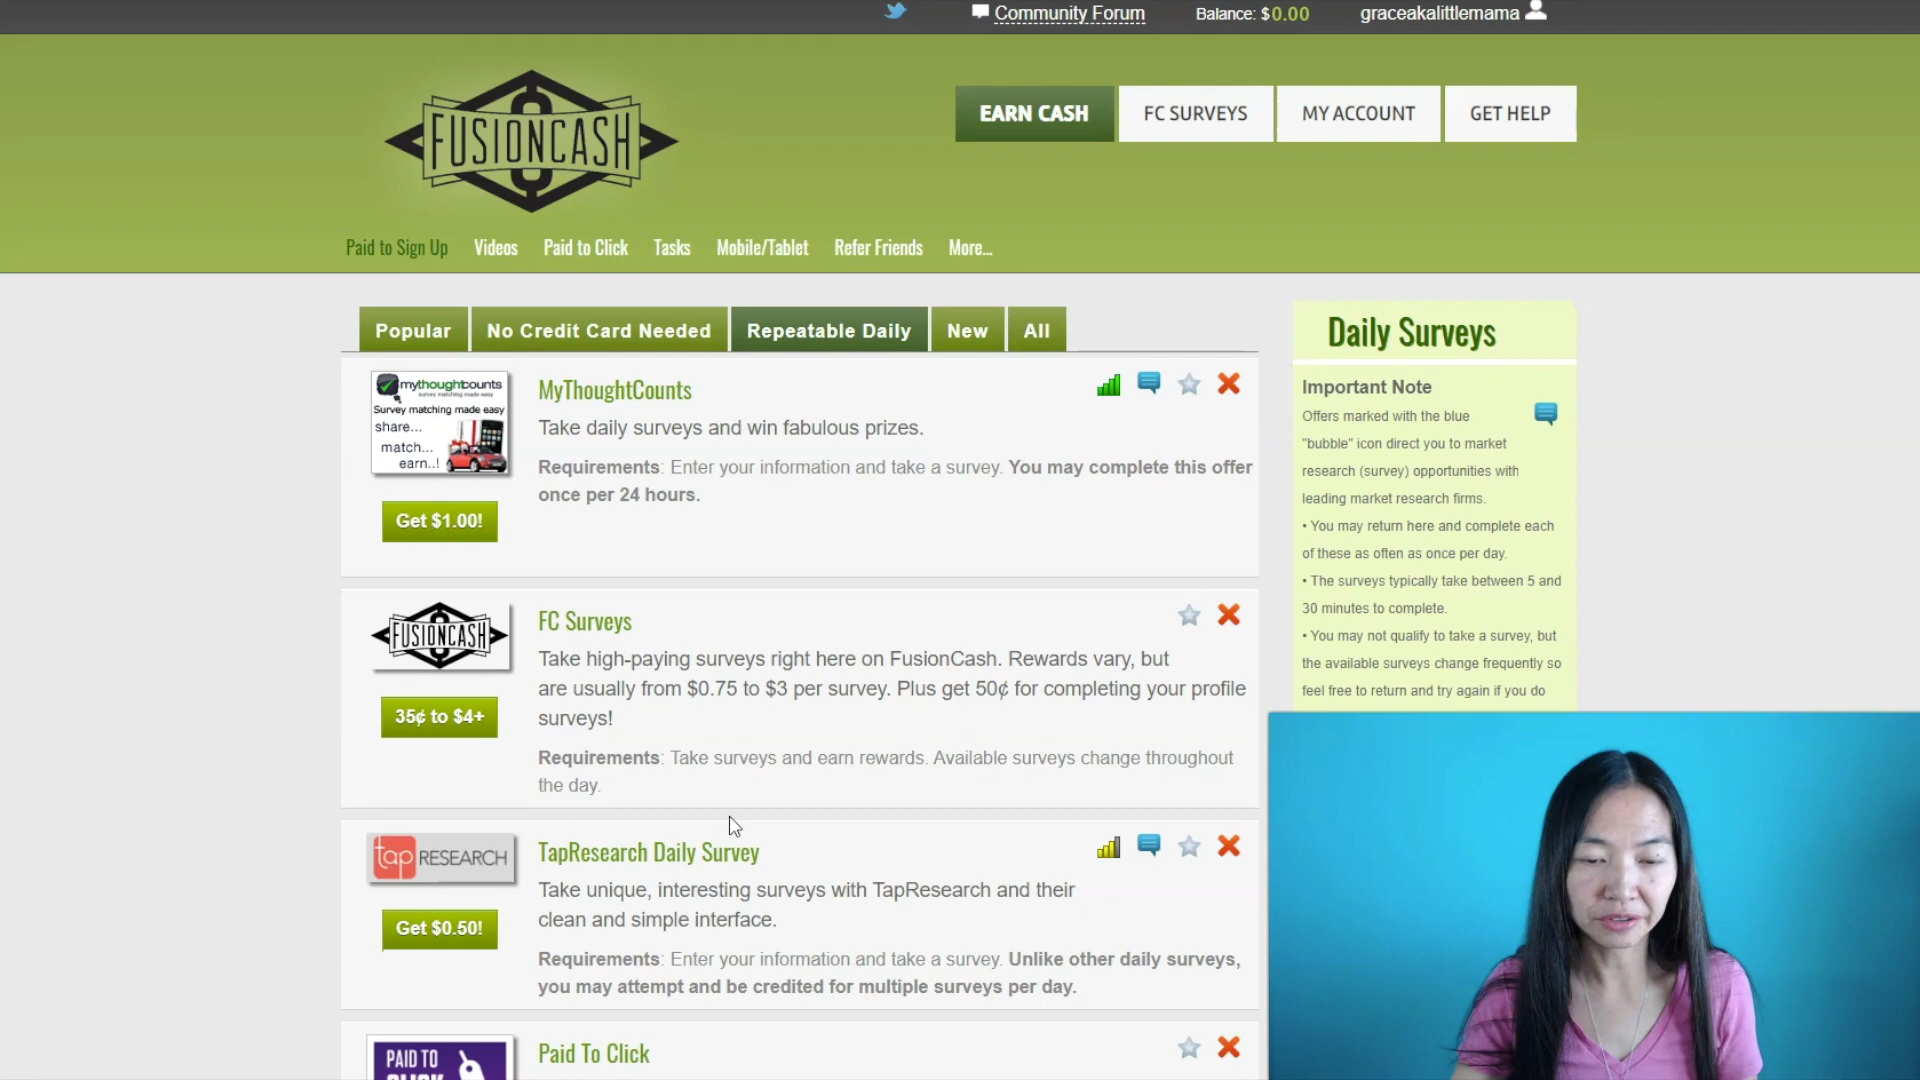 Community Forum
Balance: $0.00
graceakalittlemama
FUSIONCASH
EARN CASH
FC SURVEYS
MY ACCOUNT
GET HELP
Paid to Sign Up
Videos
Paid to Click
Tasks
Mobile/Tablet
Refer Friends
More...
Popular
No Credit Card Needed
Repeatable Daily
New
All
mythoughtcounts
survey matching made easy
Survey matching made easy
share...
match...
earn..!
Get $1.00!
MyThoughtCounts
Take daily surveys and win fabulous prizes.
Requirements: Enter your information and take a survey. You may complete this offer
once per 24 hours.
FUSIONCASH
35¢ to $4+
FC Surveys
Take high-paying surveys right here on FusionCash. Rewards vary, but
are usually from $0.75 to $3 per survey. Plus get 50¢ for completing your profile
surveys!
Requirements: Take surveys and earn rewards. Available surveys change throughout
the day.
tap RESEARCH
Get $0.50!
TapResearch Daily Survey
Take unique, interesting surveys with TapResearch and their
clean and simple interface.
Requirements: Enter your information and take a survey. Unlike other daily surveys,
you may attempt and be credited for multiple surveys per day.
PAID TO
CLICK
Paid To Click
Daily Surveys
Important Note
Offers marked with the blue
"bubble" icon direct you to market
research (survey) opportunities with
leading market research firms.
• You may return here and complete each
of these as often as once per day.
• The surveys typically take between 5 and
30 minutes to complete.
• You may not qualify to take a survey, but
the available surveys change frequently so
feel free to return and try again if you do